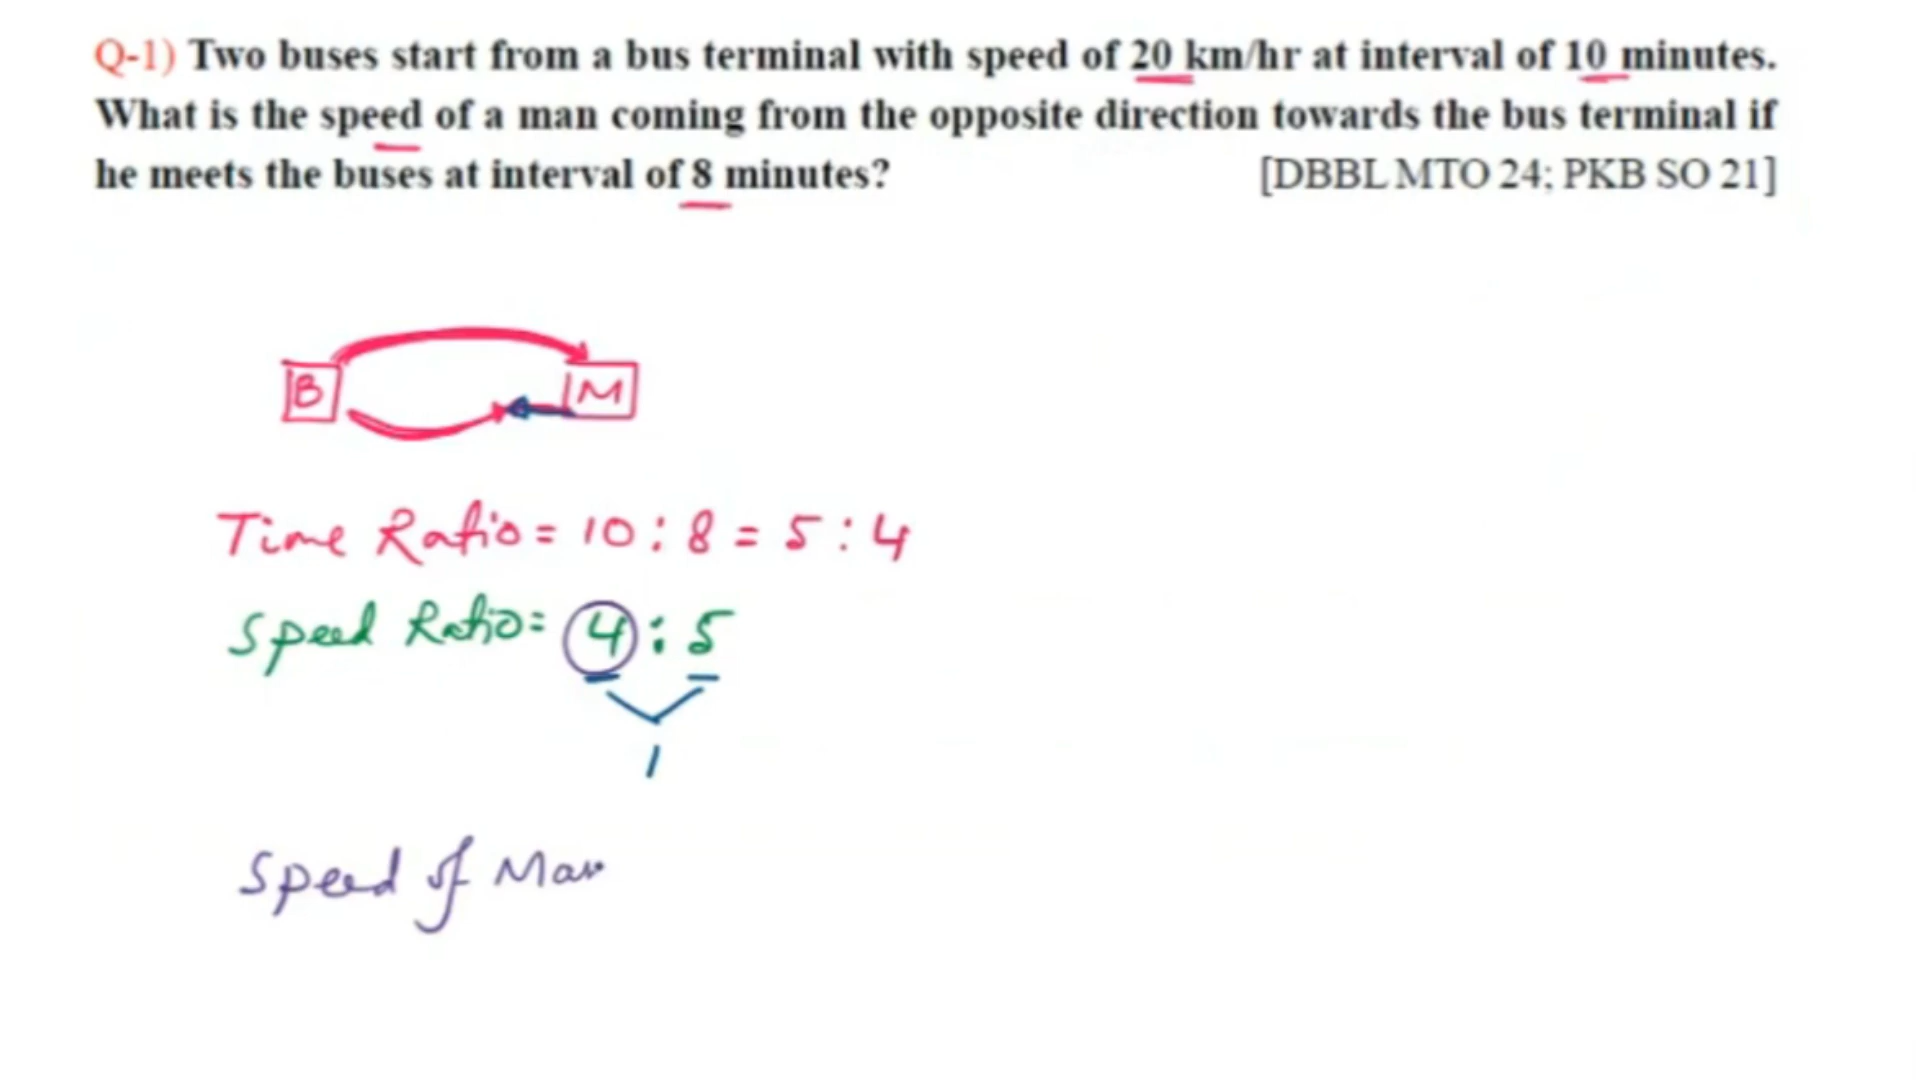 Q-1) Two buses start from a bus terminal with speed of 20 km/hr at interval of 10 minutes.
What is the speed of a man coming from the opposite direction towards the bus terminal if
he meets the buses at interval of 8 minutes? [DBBL MTO 24; PKB SO 21]
B M
Time Ratio = 10 : 8 = 5 : 4
Speed Ratio = 4 : 5
1
Speed of Man